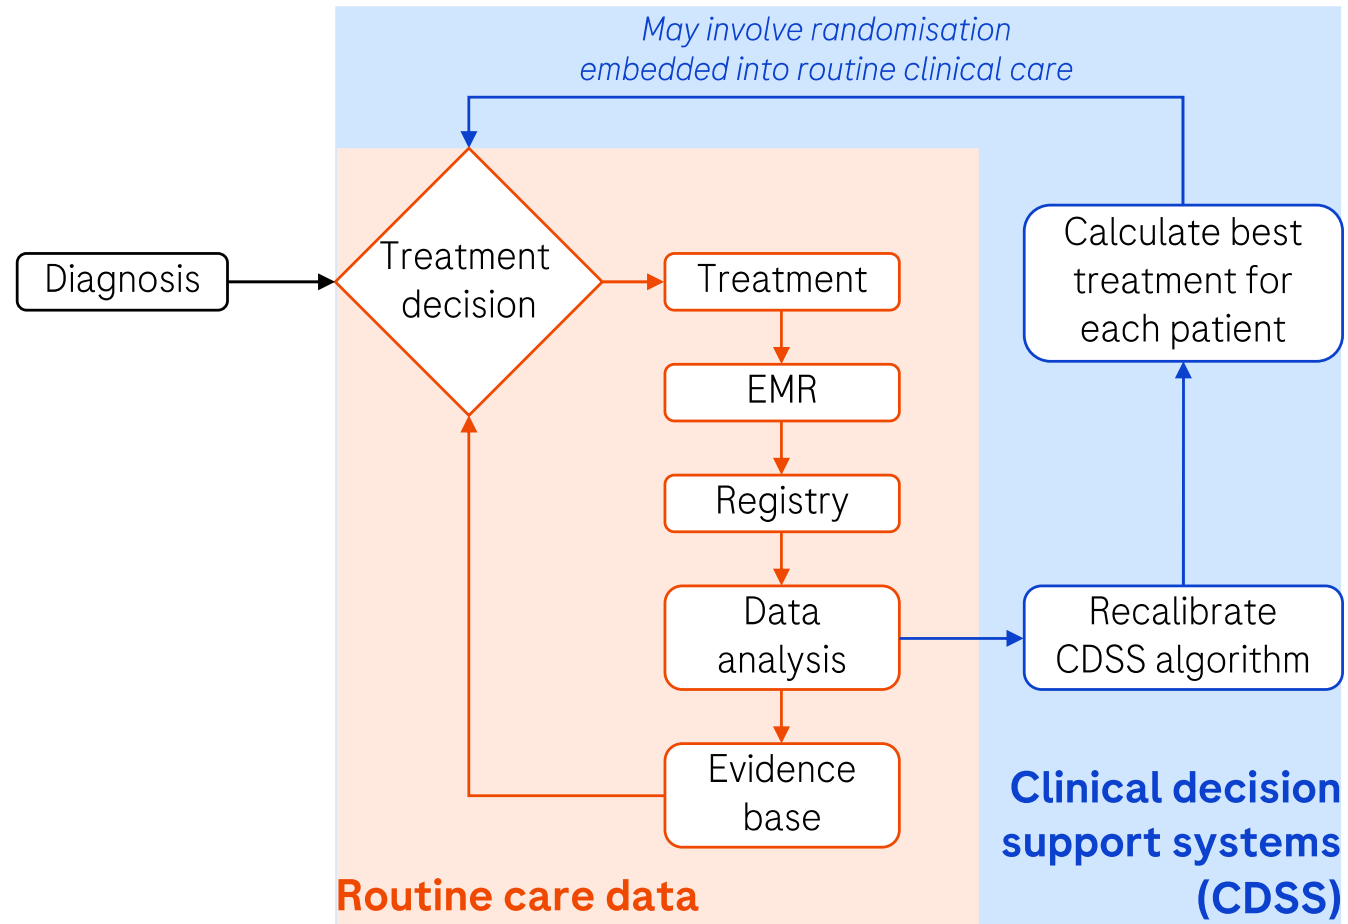 May involve randomisation
embedded into routine clinical care
Diagnosis
Treatment
decision
Treatment
EMR
Registry
Data
analysis
Evidence
base
Calculate best
treatment for
each patient
Recalibrate
CDSS algorithm
Routine care data
Clinical decision
support systems
(CDSS)